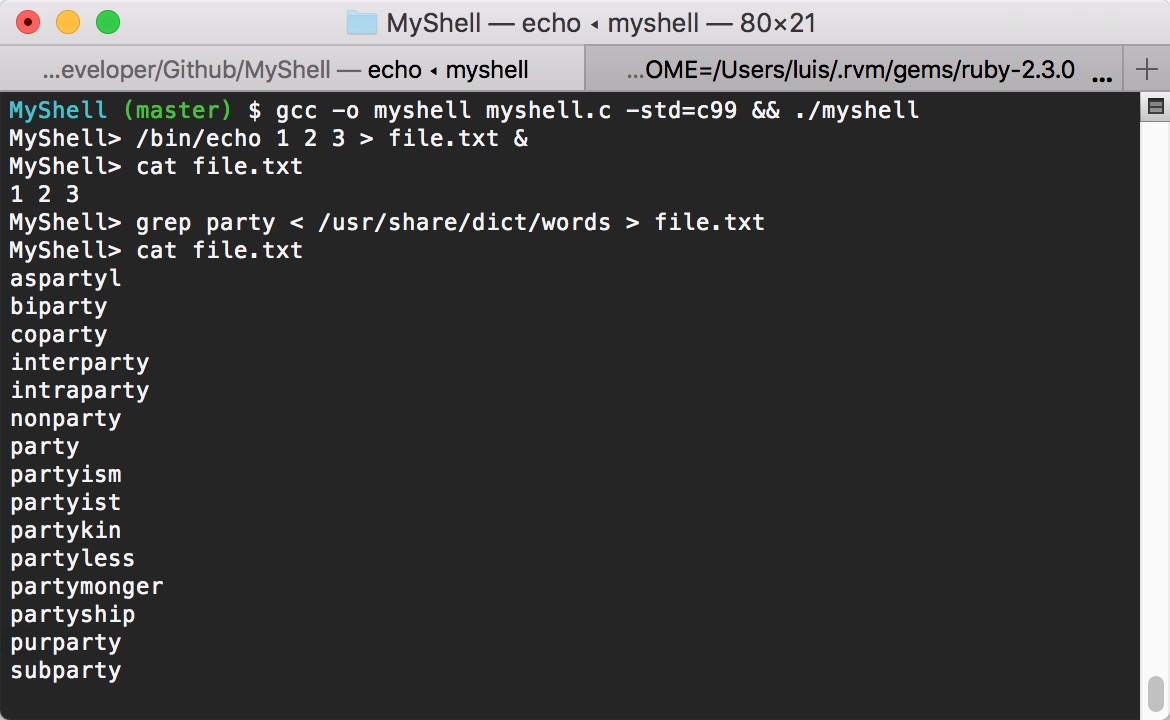 MyShell — echo ◂ myshell — 80×21
...eveloper/Github/MyShell — echo ◂ myshell
...OME=/Users/luis/.rvm/gems/ruby-2.3.0 ...
MyShell (master) $ gcc -o myshell myshell.c -std=c99 && ./myshell
MyShell> /bin/echo 1 2 3 > file.txt &
MyShell> cat file.txt
1 2 3
MyShell> grep party < /usr/share/dict/words > file.txt
MyShell> cat file.txt
aspartyl
biparty
coparty
interparty
intraparty
nonparty
party
partyism
partyist
partykin
partyless
partymonger
partyship
purparty
subparty